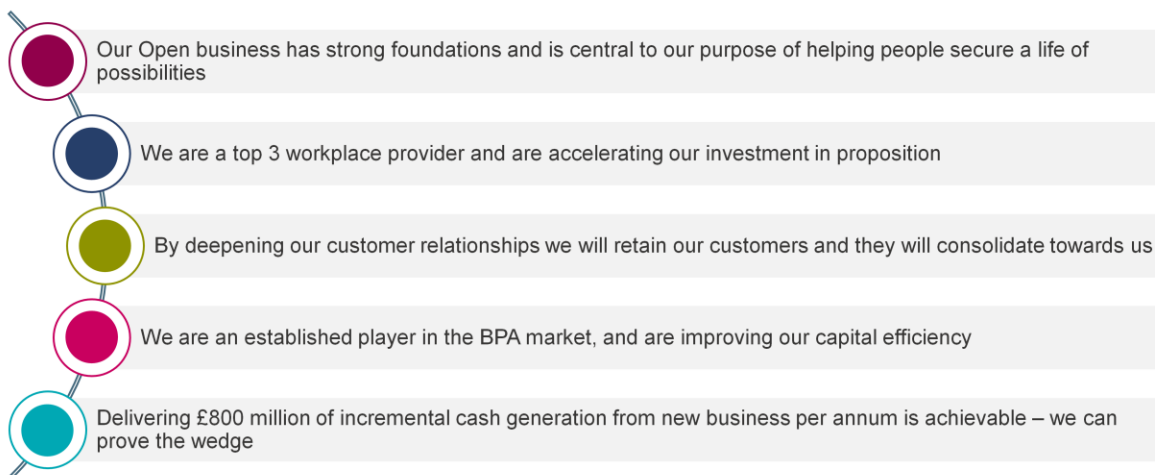 Our Open business has strong foundations and is central to our purpose of helping people secure a life of
possibilities
We are a top 3 workplace provider and are accelerating our investment in proposition
By deepening our customer relationships we will retain our customers and they will consolidate towards us
We are an established player in the BPA market, and are improving our capital efficiency
Delivering £800 million of incremental cash generation from new business per annum is achievable – we can
prove the wedge